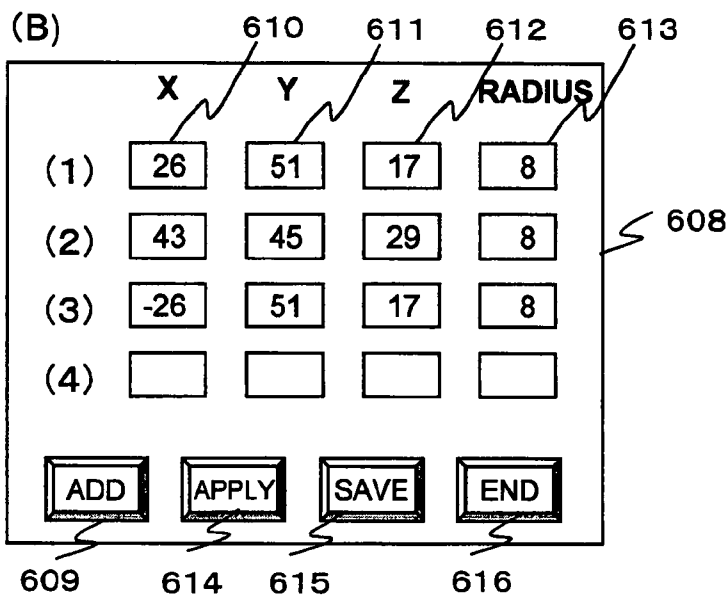 (B)
610 611 612 613
X Y Z RADIUS
(1) 26 51 17 8
(2) 43 45 29 8
608
(3) -26 51 17 8
(4)
ADD APPLY SAVE END
609 614 615 616